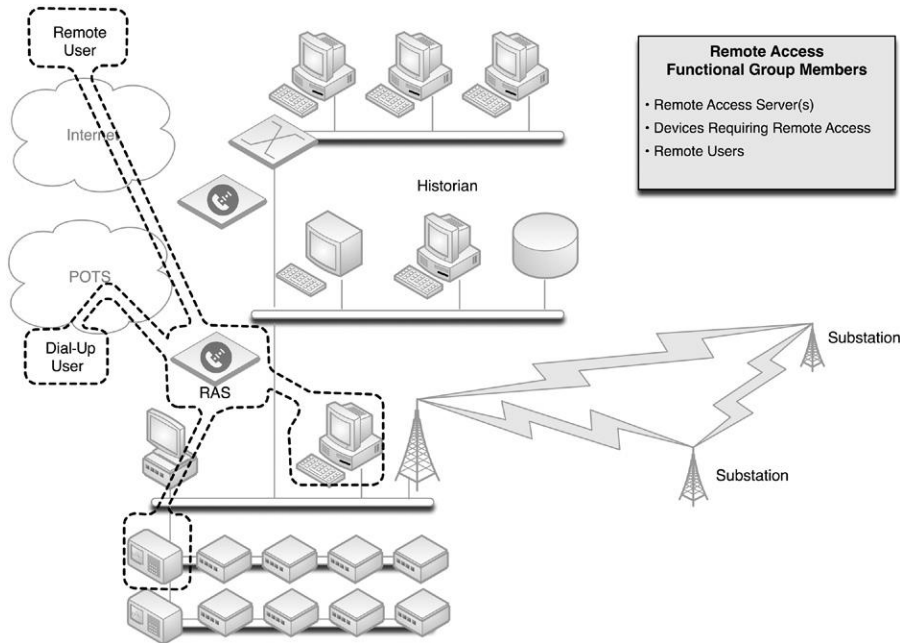 Remote
User
Internet
POTS
Dial-Up
User
RAS
Historian
Remote Access
Functional Group Members
• Remote Access Server(s)
• Devices Requiring Remote Access
• Remote Users
Substation
Substation